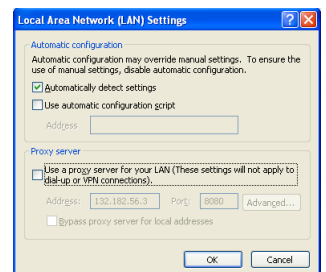 Local Area Network (LAN) Settings
Automatic configuration
Automatic configuration may override manual settings. To ensure the
use of manual settings, disable automatic configuration.
Automatically detect settings
Use automatic configuration script
Address
Proxy server
Use a proxy server for your LAN (These settings will not apply to
dial-up or VPN connections).
Address: 132.182.56.3 Port: 8080 Advanced...
Bypass proxy server for local addresses
OK Cancel